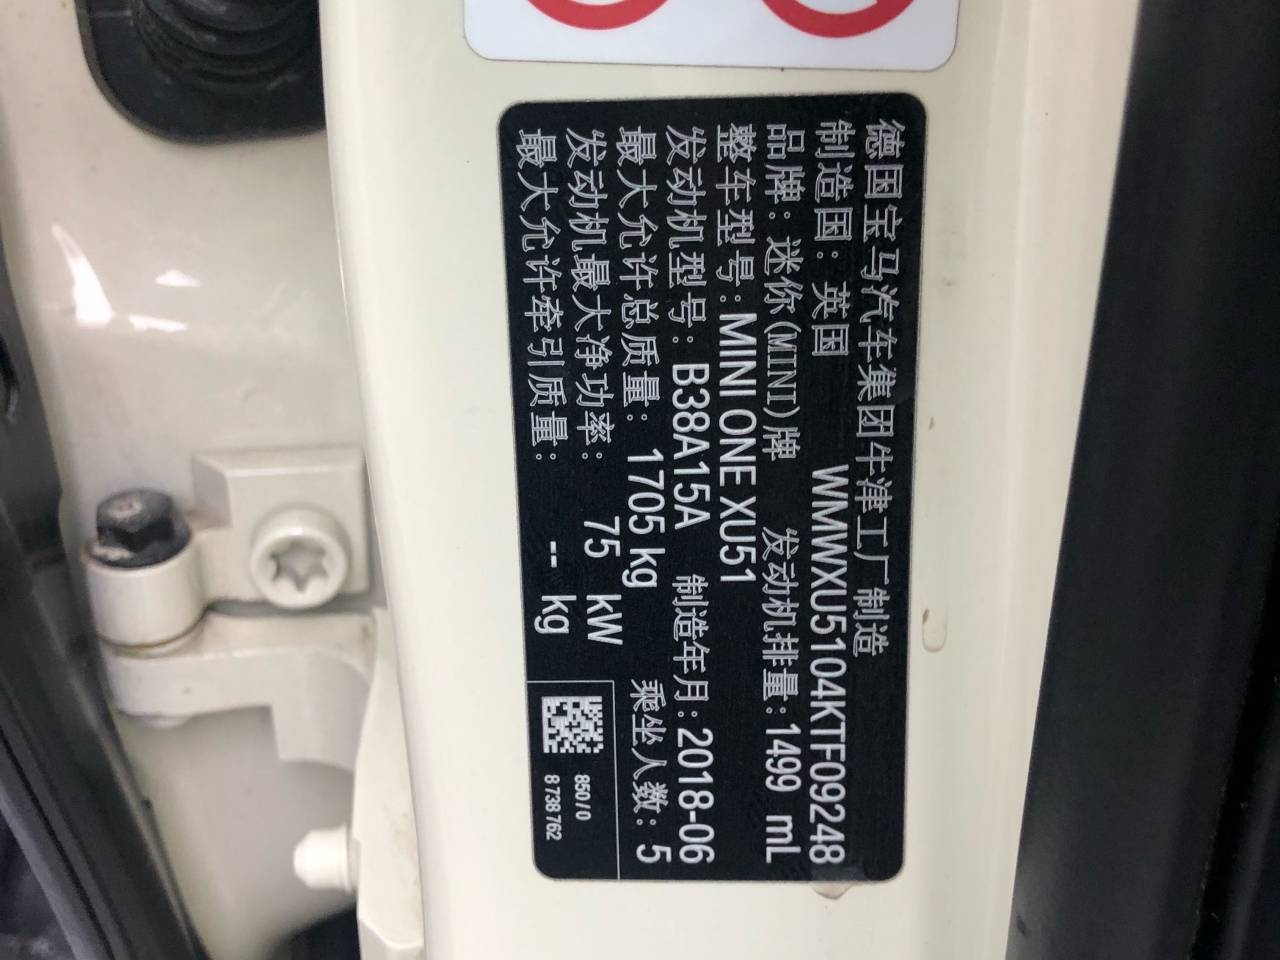 德国宝马汽车集团牛津工厂制造
制造国: 英国 WMWXU5104KTF09248
品牌: 迷你(MINI)牌 发动机排量:1499 mL
整车型号:MINI ONE XU51
发动机型号: B38A15A 制造年月:2018-06
最大允许总质量: 1705 kg 乘坐人数: 5
发动机最大净功率: 75 kW
最大允许牵引质量: -- kg
850 / 0
8 738 762